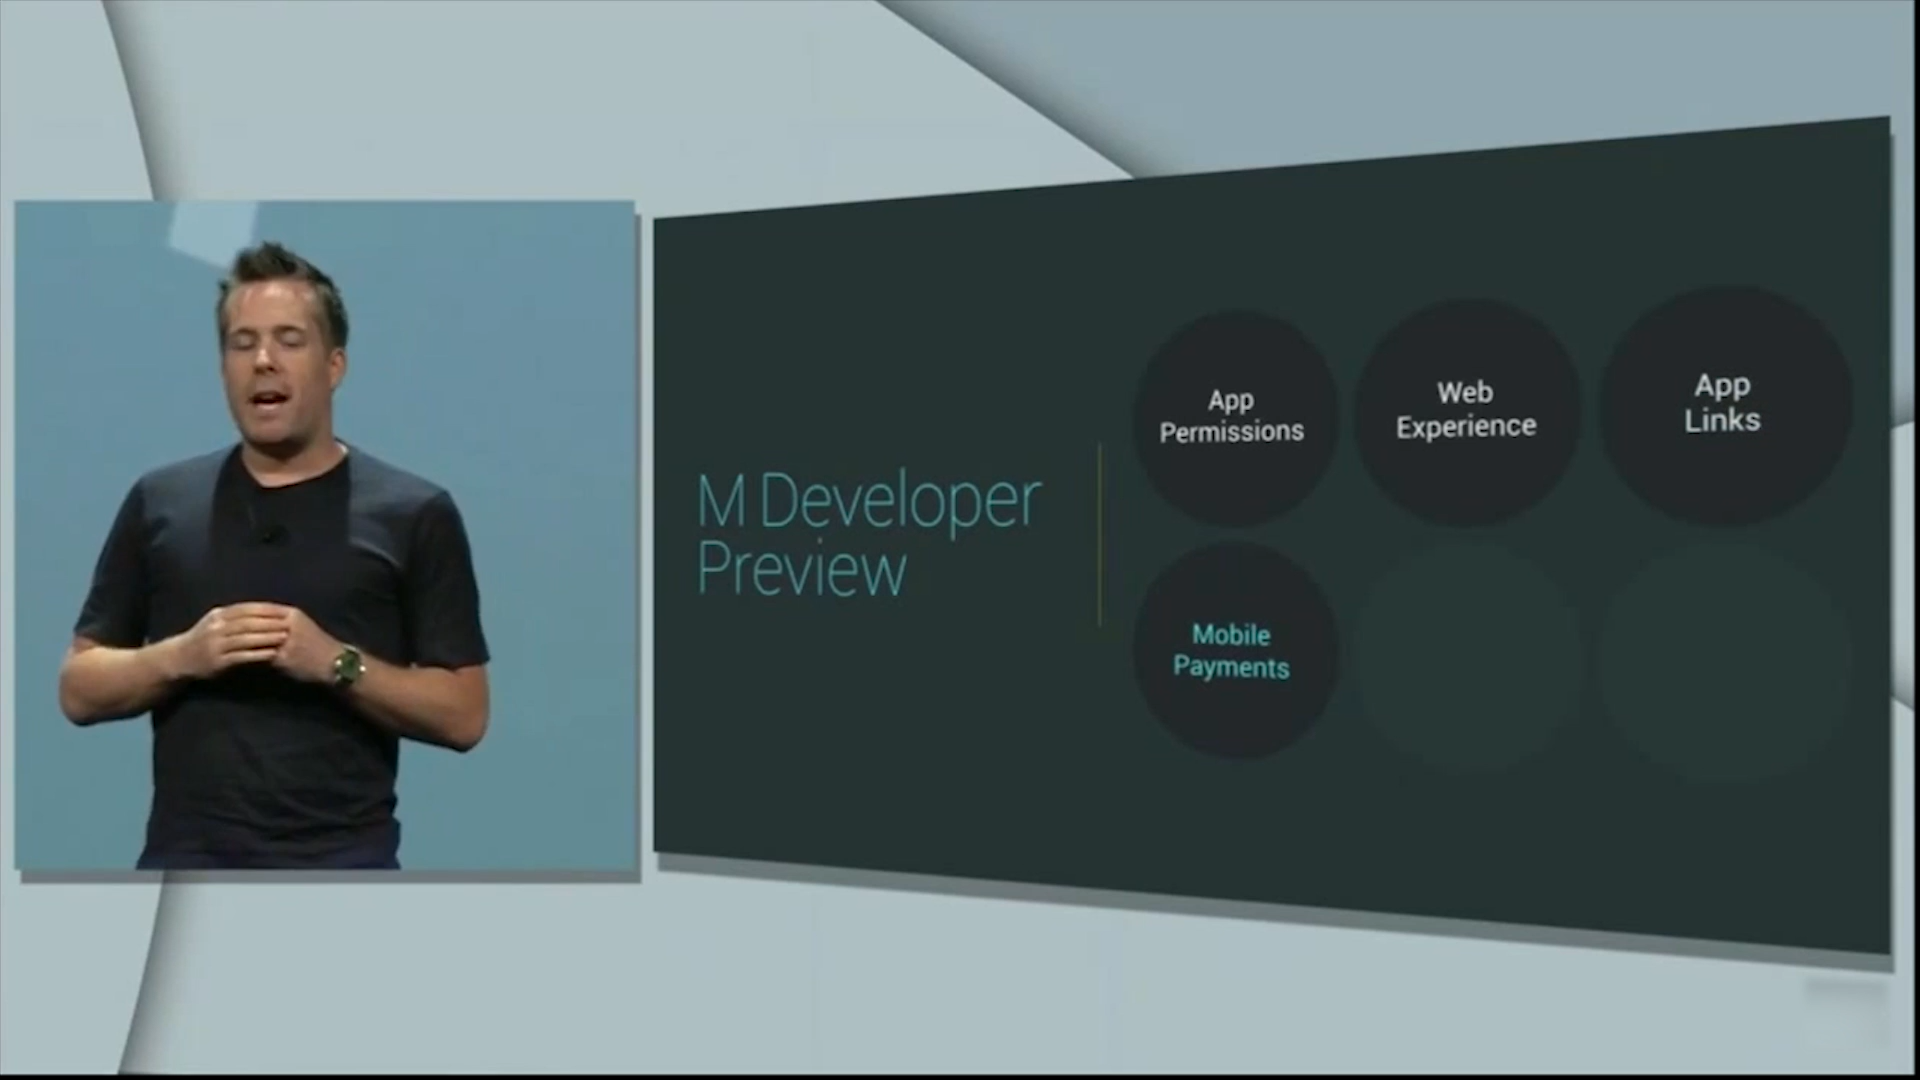 M Developer
Preview
App
Permissions
Web
Experience
App
Links
Mobile
Payments